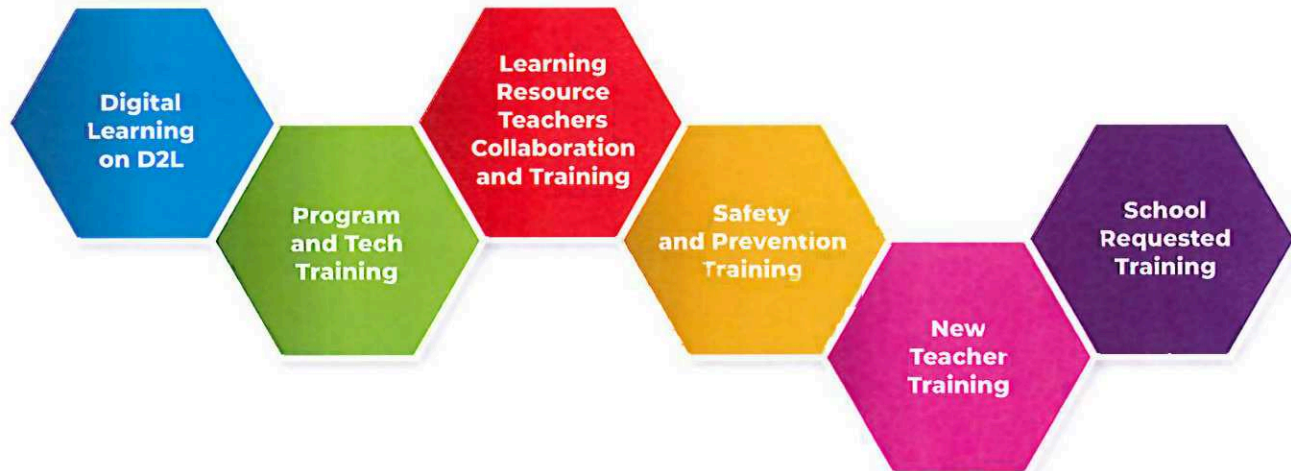 Digital
Learning
on D2L
Program
and Tech
Training
Learning
Resource
Teachers
Collaboration
and Training
Safety
and Prevention
Training
New
Teacher
Training
School
Requested
Training